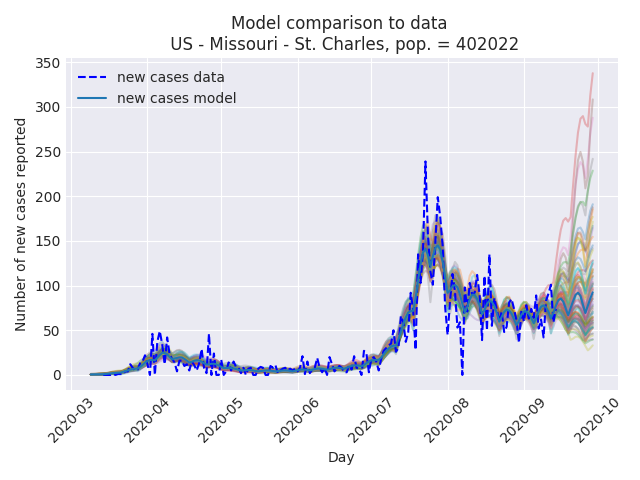 Model comparison to data
US - Missouri - St. Charles, pop. = 402022
350
300
250
200
150
100
50
0
Number of new cases reported
new cases data
new cases model
2020-03
2020-04
2020-05
2020-06
2020-07
2020-08
2020-09
2020-10
Day